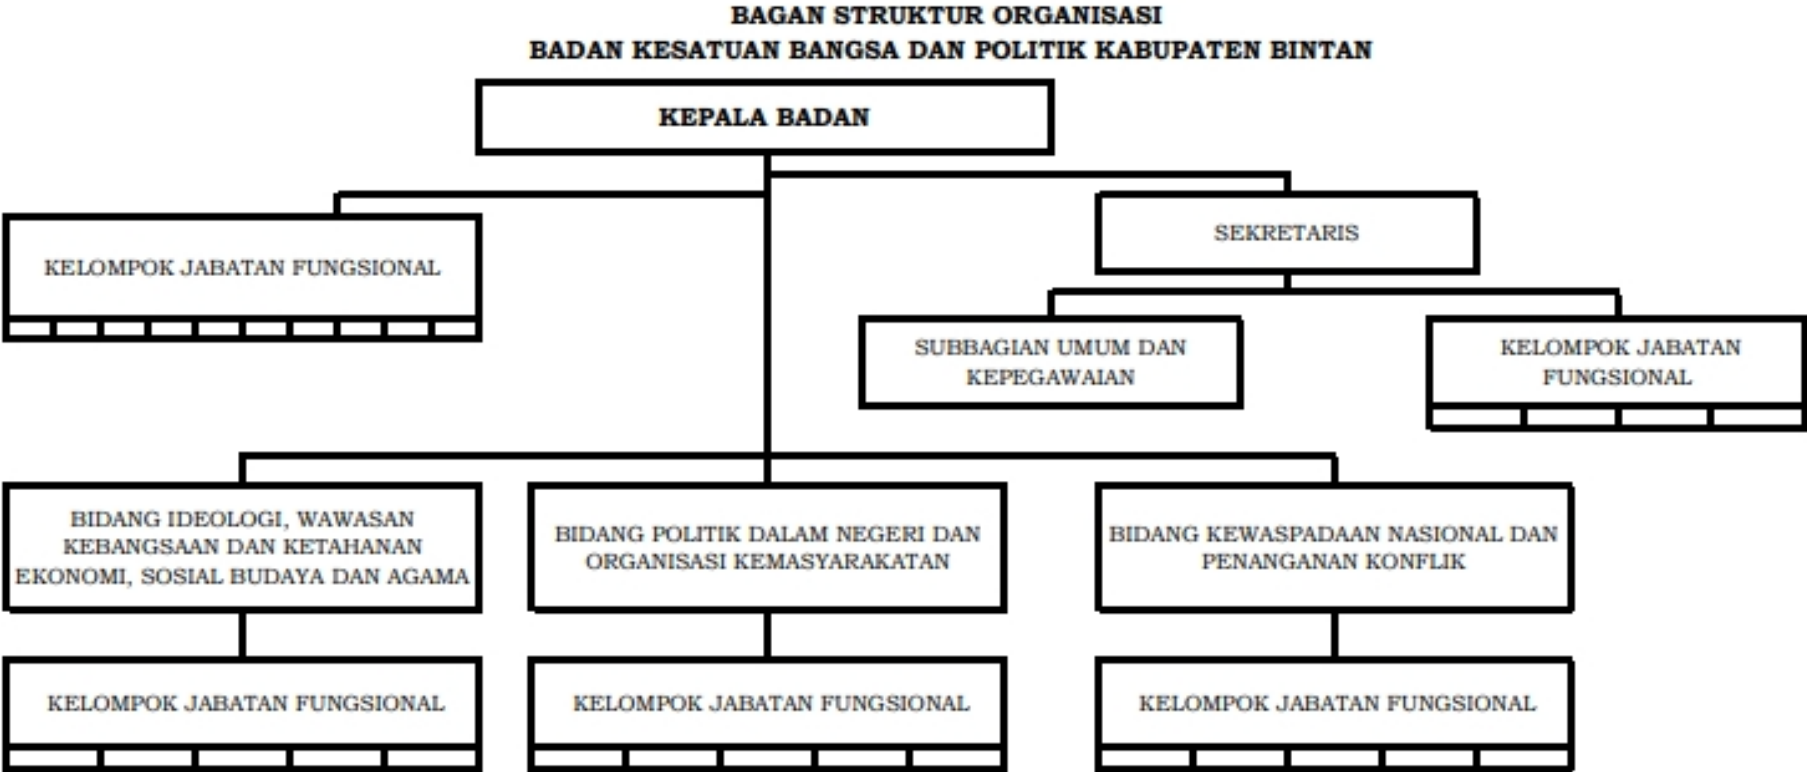 BAGAN STRUKTUR ORGANISASI
BADAN KESATUAN BANGSA DAN POLITIK KABUPATEN BINTAN
KEPALA BADAN
KELOMPOK JABATAN FUNGSIONAL
SEKRETARIS
SUBBAGIAN UMUM DAN
KEPEGAWAIAN
KELOMPOK JABATAN
FUNGSIONAL
BIDANG IDEOLOGI, WAWASAN
KEBANGSAAN DAN KETAHANAN
EKONOMI, SOSIAL BUDAYA DAN AGAMA
BIDANG POLITIK DALAM NEGERI DAN
ORGANISASI KEMASYARAKATAN
BIDANG KEWASPADAAN NASIONAL DAN
PENANGANAN KONFLIK
KELOMPOK JABATAN FUNGSIONAL
KELOMPOK JABATAN FUNGSIONAL
KELOMPOK JABATAN FUNGSIONAL